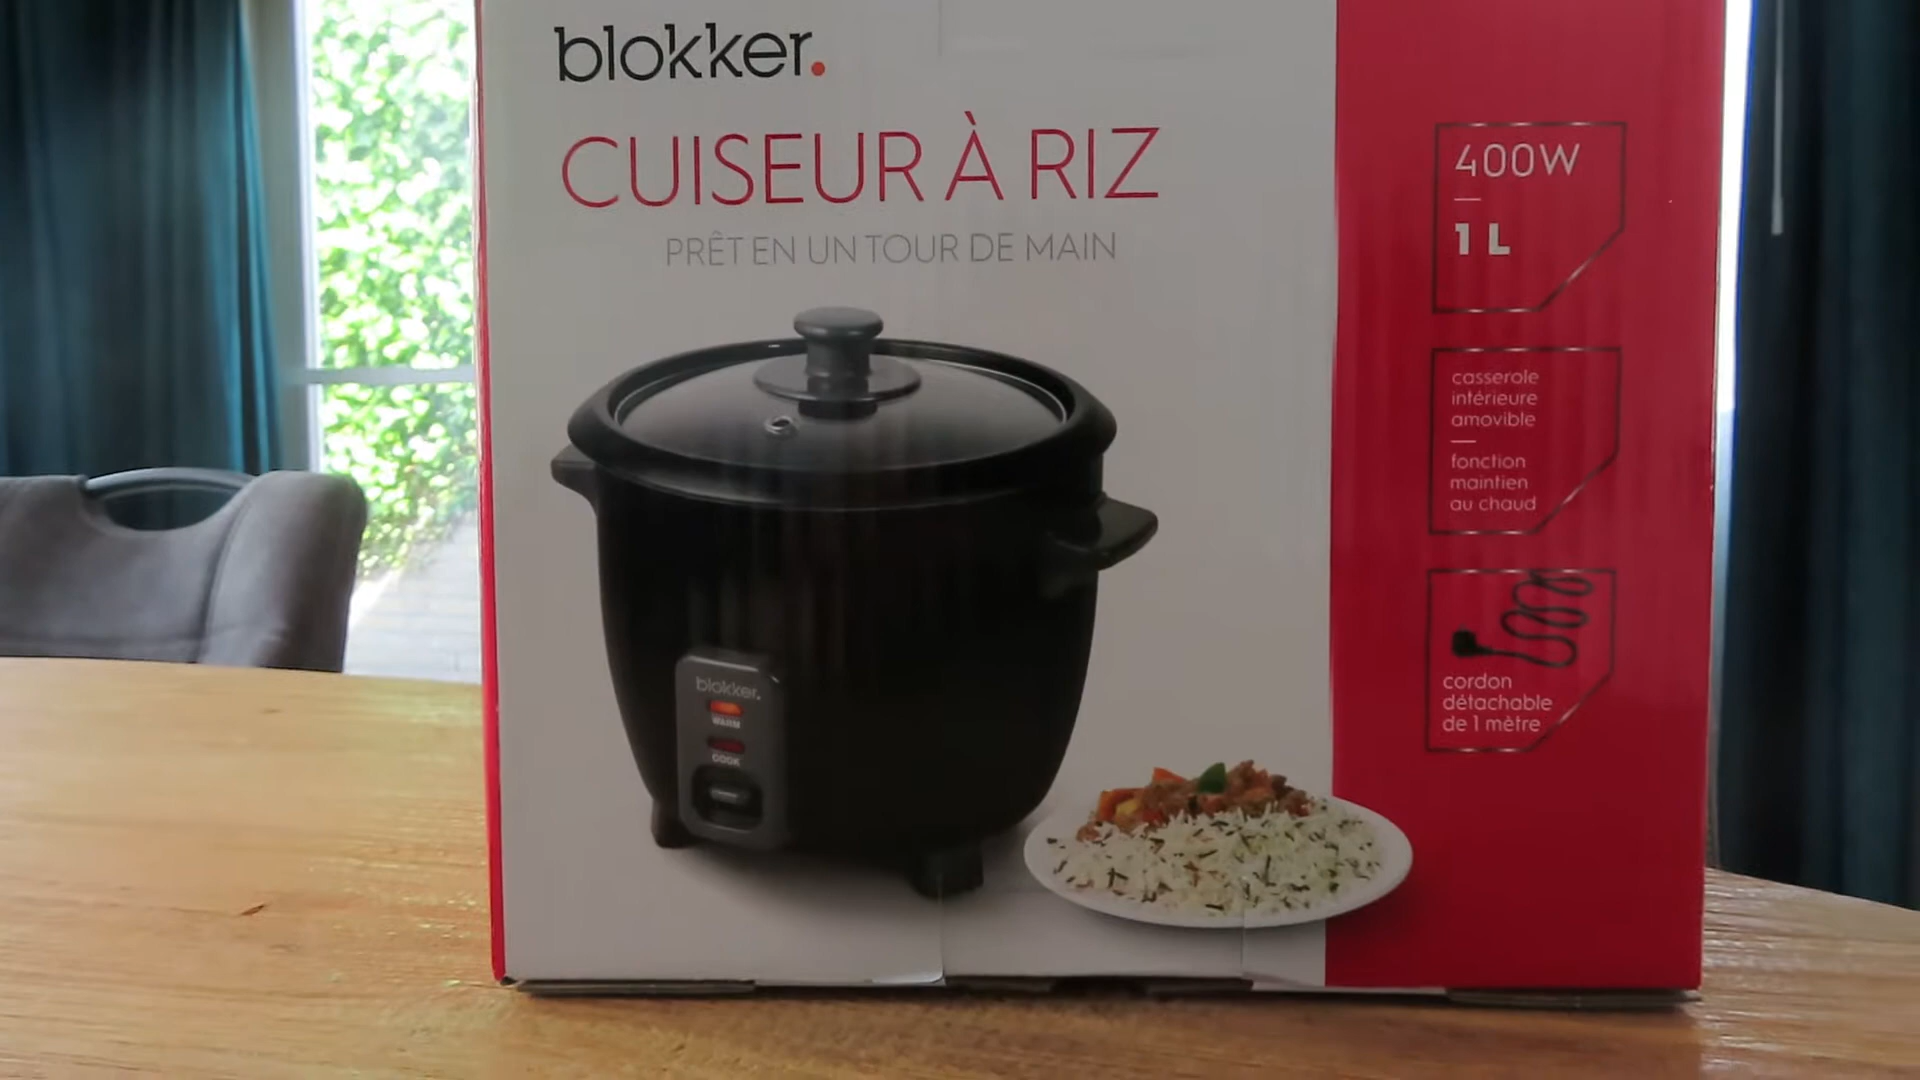 blokker.
CUISEUR À RIZ
PRÊT EN UN TOUR DE MAIN
400W
1 L
casserole
intérieure
amovible
fonction
maintien
au chaud
cordon
détachable
de 1 mètre
blokker.
WARM
COOK